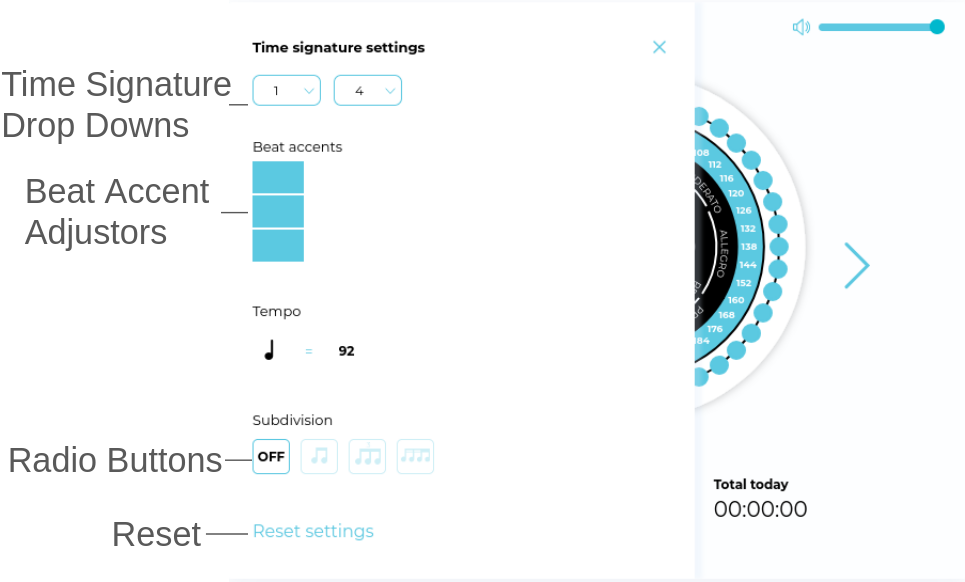 Time signature settings
Time Signature
Drop Downs
1
4
Beat accents
Beat Accent
Adjustors
Tempo
= 92
Subdivision
Radio Buttons
OFF
Reset
Reset settings
108
112
116
120
126
132
138
144
152
160
168
176
184
DERATO
ALLEGRO
Total today
00:00:00